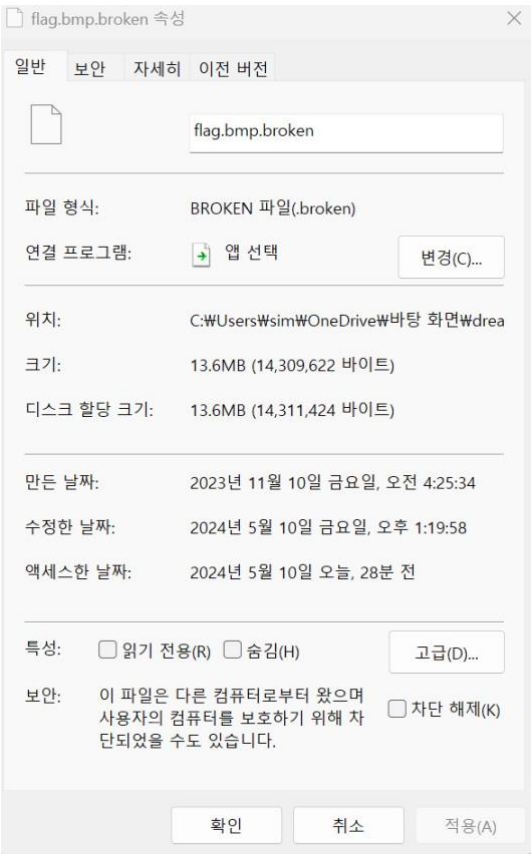 flag.bmp.broken 속성
일반 보안 자세히 이전 버전
flag.bmp.broken
파일 형식: BROKEN 파일(.broken)
연결 프로그램: 앱 선택 변경(C)...
위치: C:₩Users₩sim₩OneDrive₩바탕 화면₩drea
크기: 13.6MB (14,309,622 바이트)
디스크 할당 크기: 13.6MB (14,311,424 바이트)
만든 날짜: 2023년 11월 10일 금요일, 오전 4:25:34
수정한 날짜: 2024년 5월 10일 금요일, 오후 1:19:58
액세스한 날짜: 2024년 5월 10일 오늘, 28분 전
특성: 읽기 전용(R) 숨김(H) 고급(D)...
보안: 이 파일은 다른 컴퓨터로부터 왔으며
사용자의 컴퓨터를 보호하기 위해 차 차단 해제(K)
단되었을 수도 있습니다.
확인 취소 적용(A)